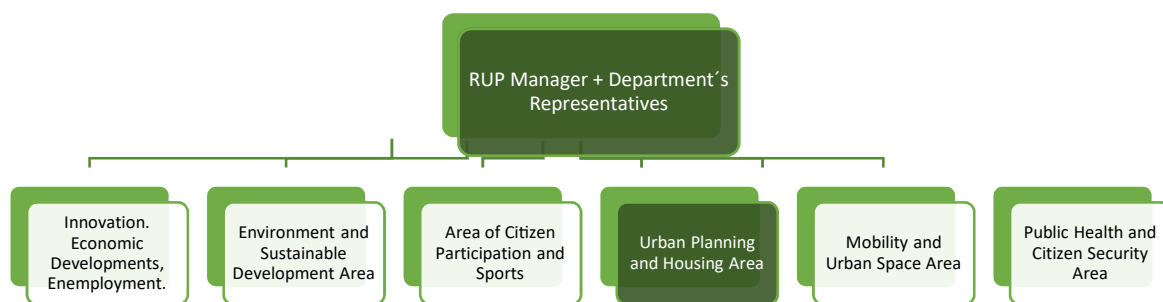 RUP Manager + Department´s
Representatives
Innovation.
Economic
Developments,
Enemployment.
Environment and
Sustainable
Development Area
Area of Citizen
Participation and
Sports
Urban Planning
and Housing Area
Mobility and
Urban Space Area
Public Health and
Citizen Security
Area